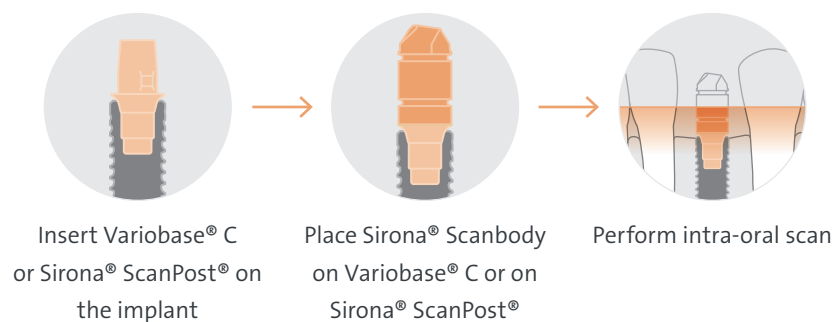 Insert Variobase® C
or Sirona® ScanPost® on
the implant
Place Sirona® Scanbody
on Variobase® C or on
Sirona® ScanPost®
Perform intra-oral scan